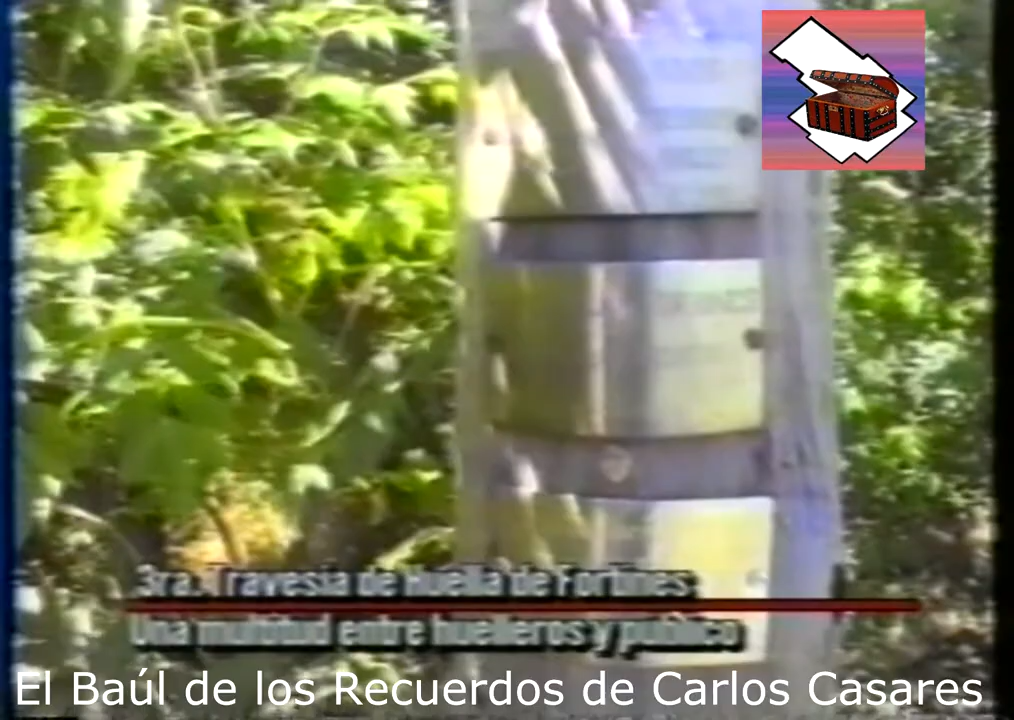 3ra. Travesía de Huella de Fortines
Una multitud entre huelleros y público
El Baúl de los Recuerdos de Carlos Casares